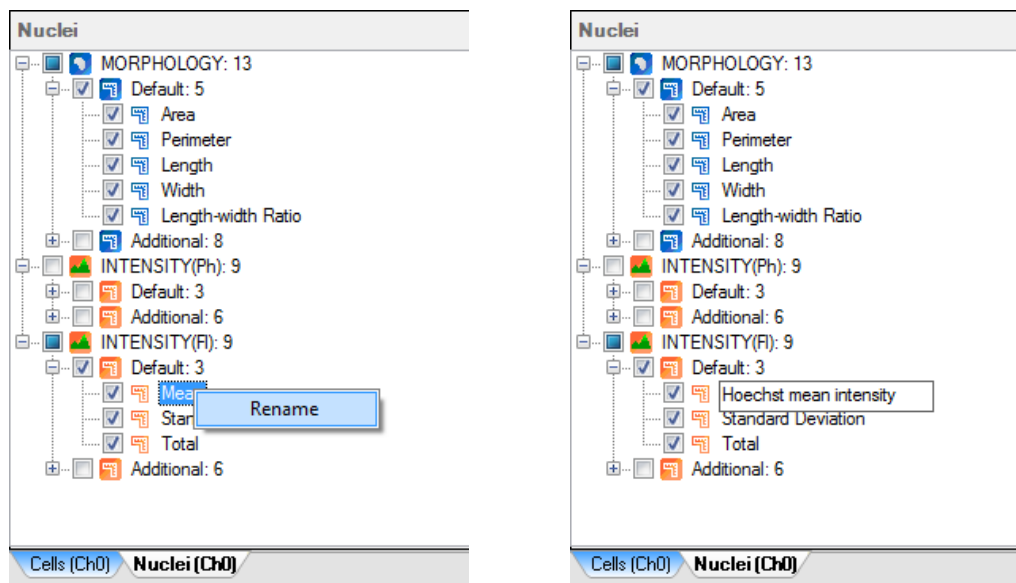 Nuclei
MORPHOLOGY: 13
Default: 5
Area
Perimeter
Length
Width
Length-width Ratio
Additional: 8
INTENSITY(Ph): 9
Default: 3
Additional: 6
INTENSITY(Fl): 9
Default: 3
Mea
Rename
Stan
Total
Additional: 6
Cells (Ch0) Nuclei (Ch0)
Nuclei
MORPHOLOGY: 13
Default: 5
Area
Perimeter
Length
Width
Length-width Ratio
Additional: 8
INTENSITY(Ph): 9
Default: 3
Additional: 6
INTENSITY(Fl): 9
Default: 3
Hoechst mean intensity
Standard Deviation
Total
Additional: 6
Cells (Ch0) Nuclei (Ch0)